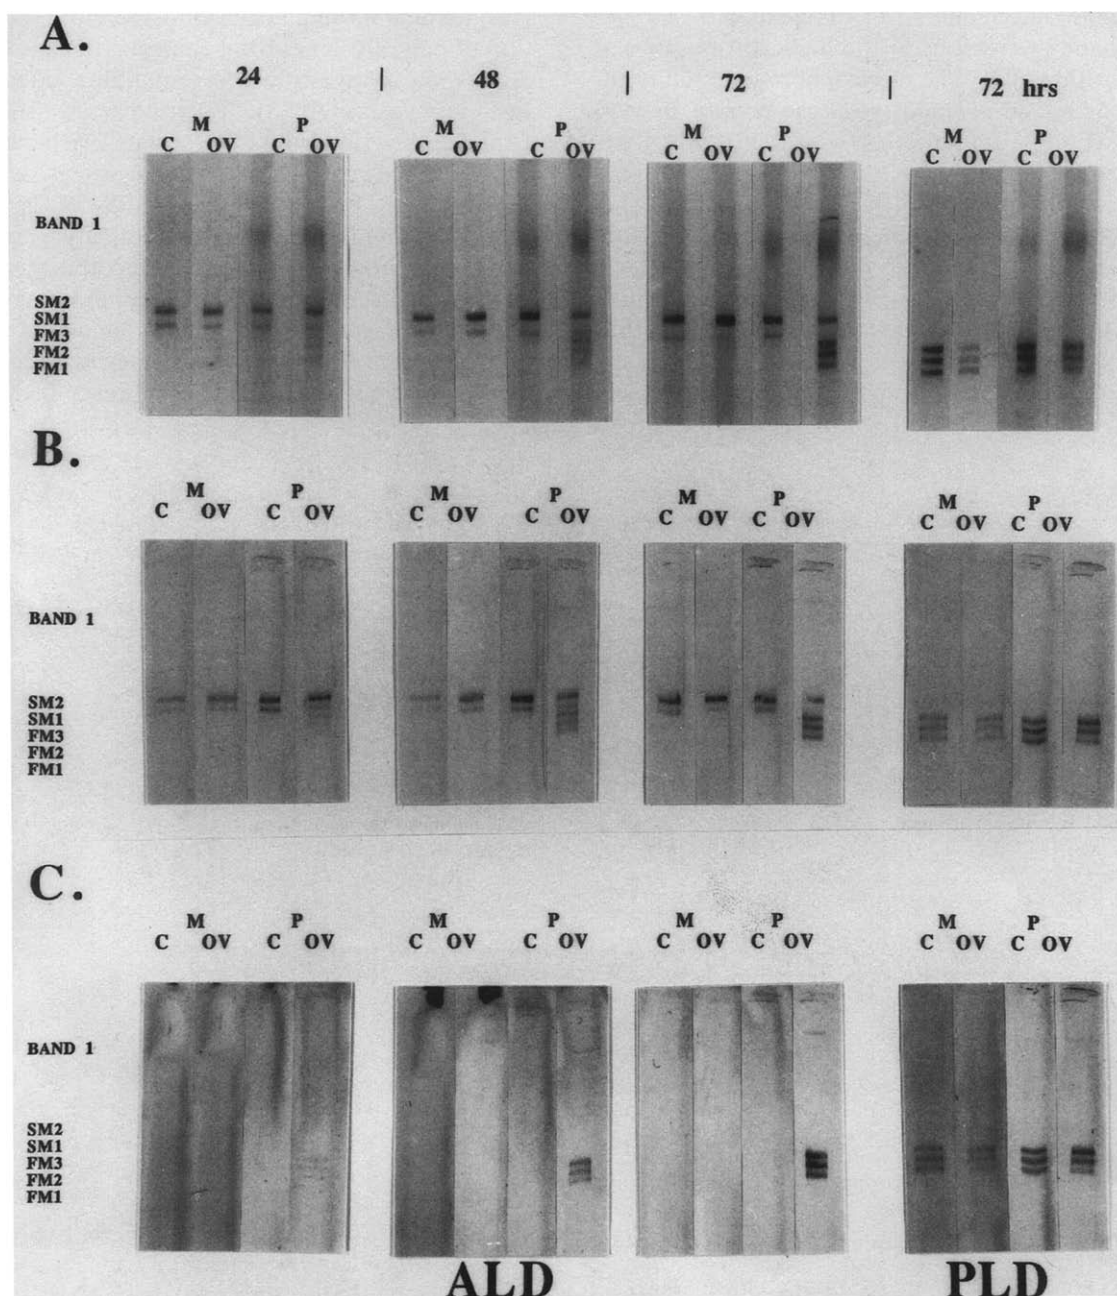 A.
24 | 48 | 72 | 72 hrs
M P M P M P M P
C OV C OV C OV C OV C OV C OV C OV C OV
BAND 1
SM2
SM1
FM3
FM2
FM1
B.
M P M P M P M P
C OV C OV C OV C OV C OV C OV C OV C OV
BAND 1
SM2
SM1
FM3
FM2
FM1
C.
M P M P M P M P
C OV C OV C OV C OV C OV C OV C OV C OV
BAND 1
SM2
SM1
FM3
FM2
FM1
ALD PLD